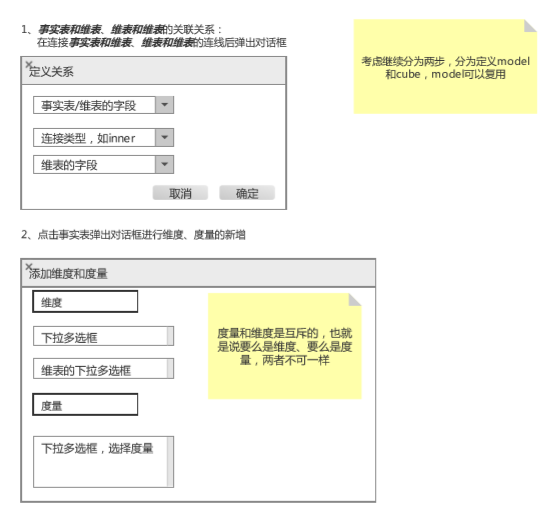 1、事实表和维表、维表和维表的关联关系：
在连接事实表和维表、维表和维表的连线后弹出对话框
考虑继续分为两步，分为定义model
和cube，model可以复用
定义关系
事实表/维表的字段
连接类型，如inner
维表的字段
取消 确定
2、点击事实表弹出对话框进行维度、度量的新增
添加维度和度量
维度
下拉多选框
维表的下拉多选框
度量
下拉多选框，选择度量
度量和维度是互斥的，也就
是说要么是维度、要么是度
量，两者不可一样